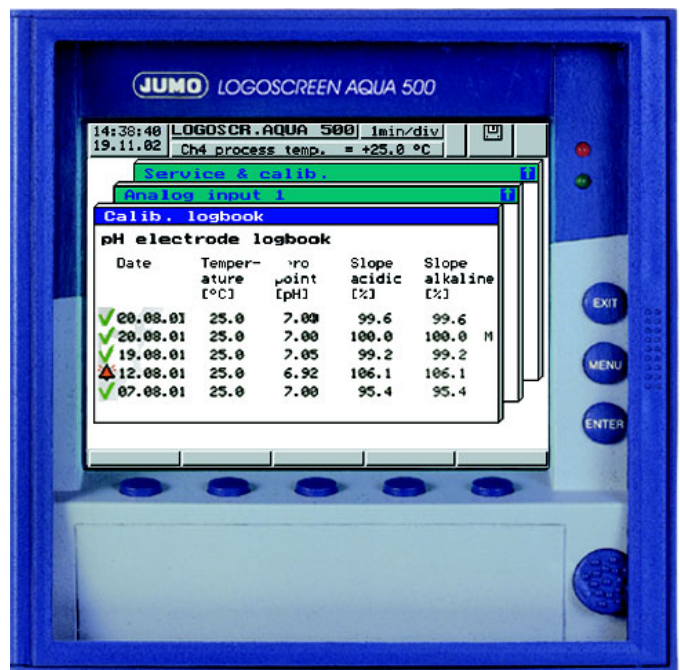 JUMO LOGOSCREEN AQUA 500
14:38:40 LOGOSCR.AQUA 500 1min/div
19.11.02 Ch4 process temp. = +25.0 °C
Service & calib.
Analog input 1
Calib. logbook
pH electrode logbook
Date Temper- ro Slope Slope
ature point acidic alkaline
[°C] [pH] [%] [%]
20.08.01 25.0 7.00 99.6 99.6
20.08.01 25.0 7.00 100.0 100.0 M
19.08.01 25.0 7.05 99.2 99.2
12.08.01 25.0 6.92 106.1 106.1
07.08.01 25.0 7.00 95.4 95.4
EXIT
MENU
ENTER